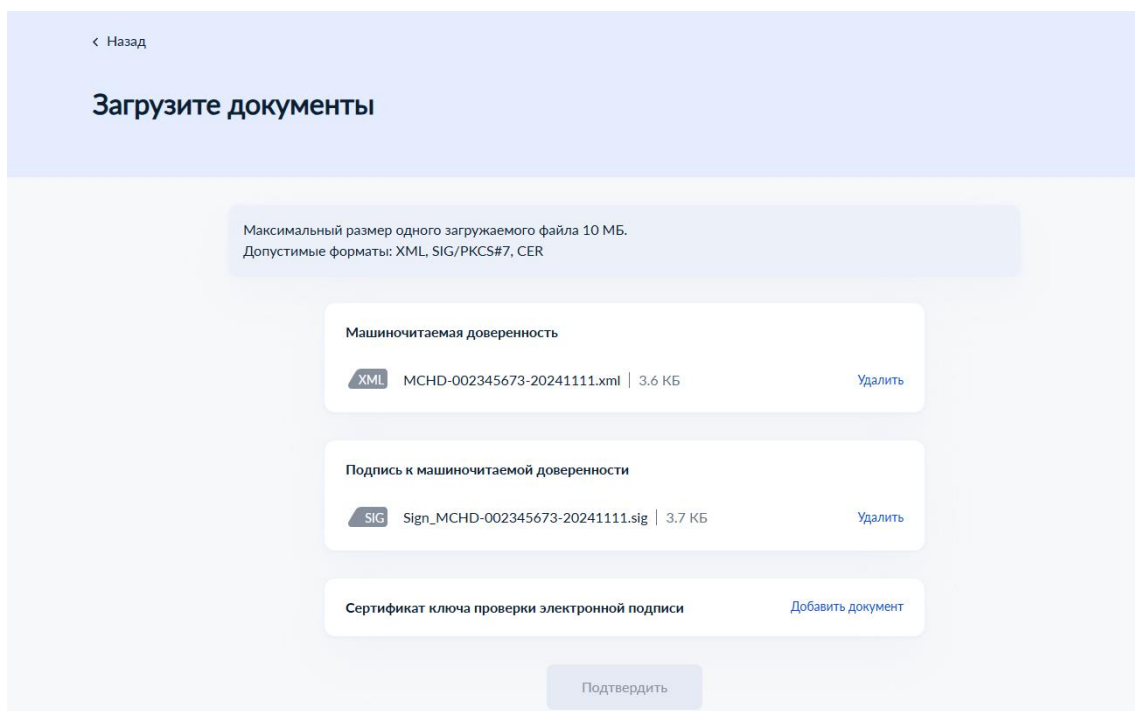 Назад
Загрузите документы
Максимальный размер одного загружаемого файла 10 МБ.
Допустимые форматы: XML, SIG/PKCS#7, CER
Машиночитаемая доверенность
XML MCHD-002345673-20241111.xml | 3.6 КБ Удалить
Подпись к машиночитаемой доверенности
SIG Sign_MCHD-002345673-20241111.sig | 3.7 КБ Удалить
Сертификат ключа проверки электронной подписи Добавить документ
Подтвердить